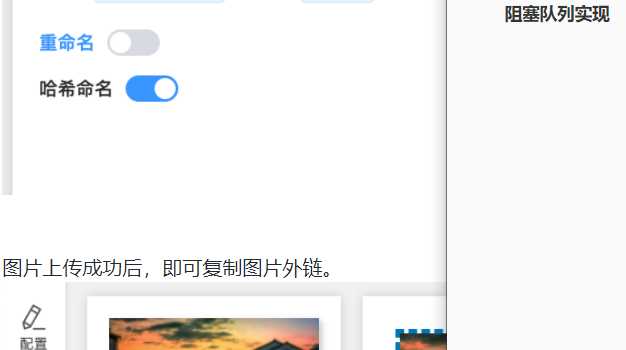 阻塞队列实现
重命名
哈希命名
图片上传成功后，即可复制图片外链。
配置